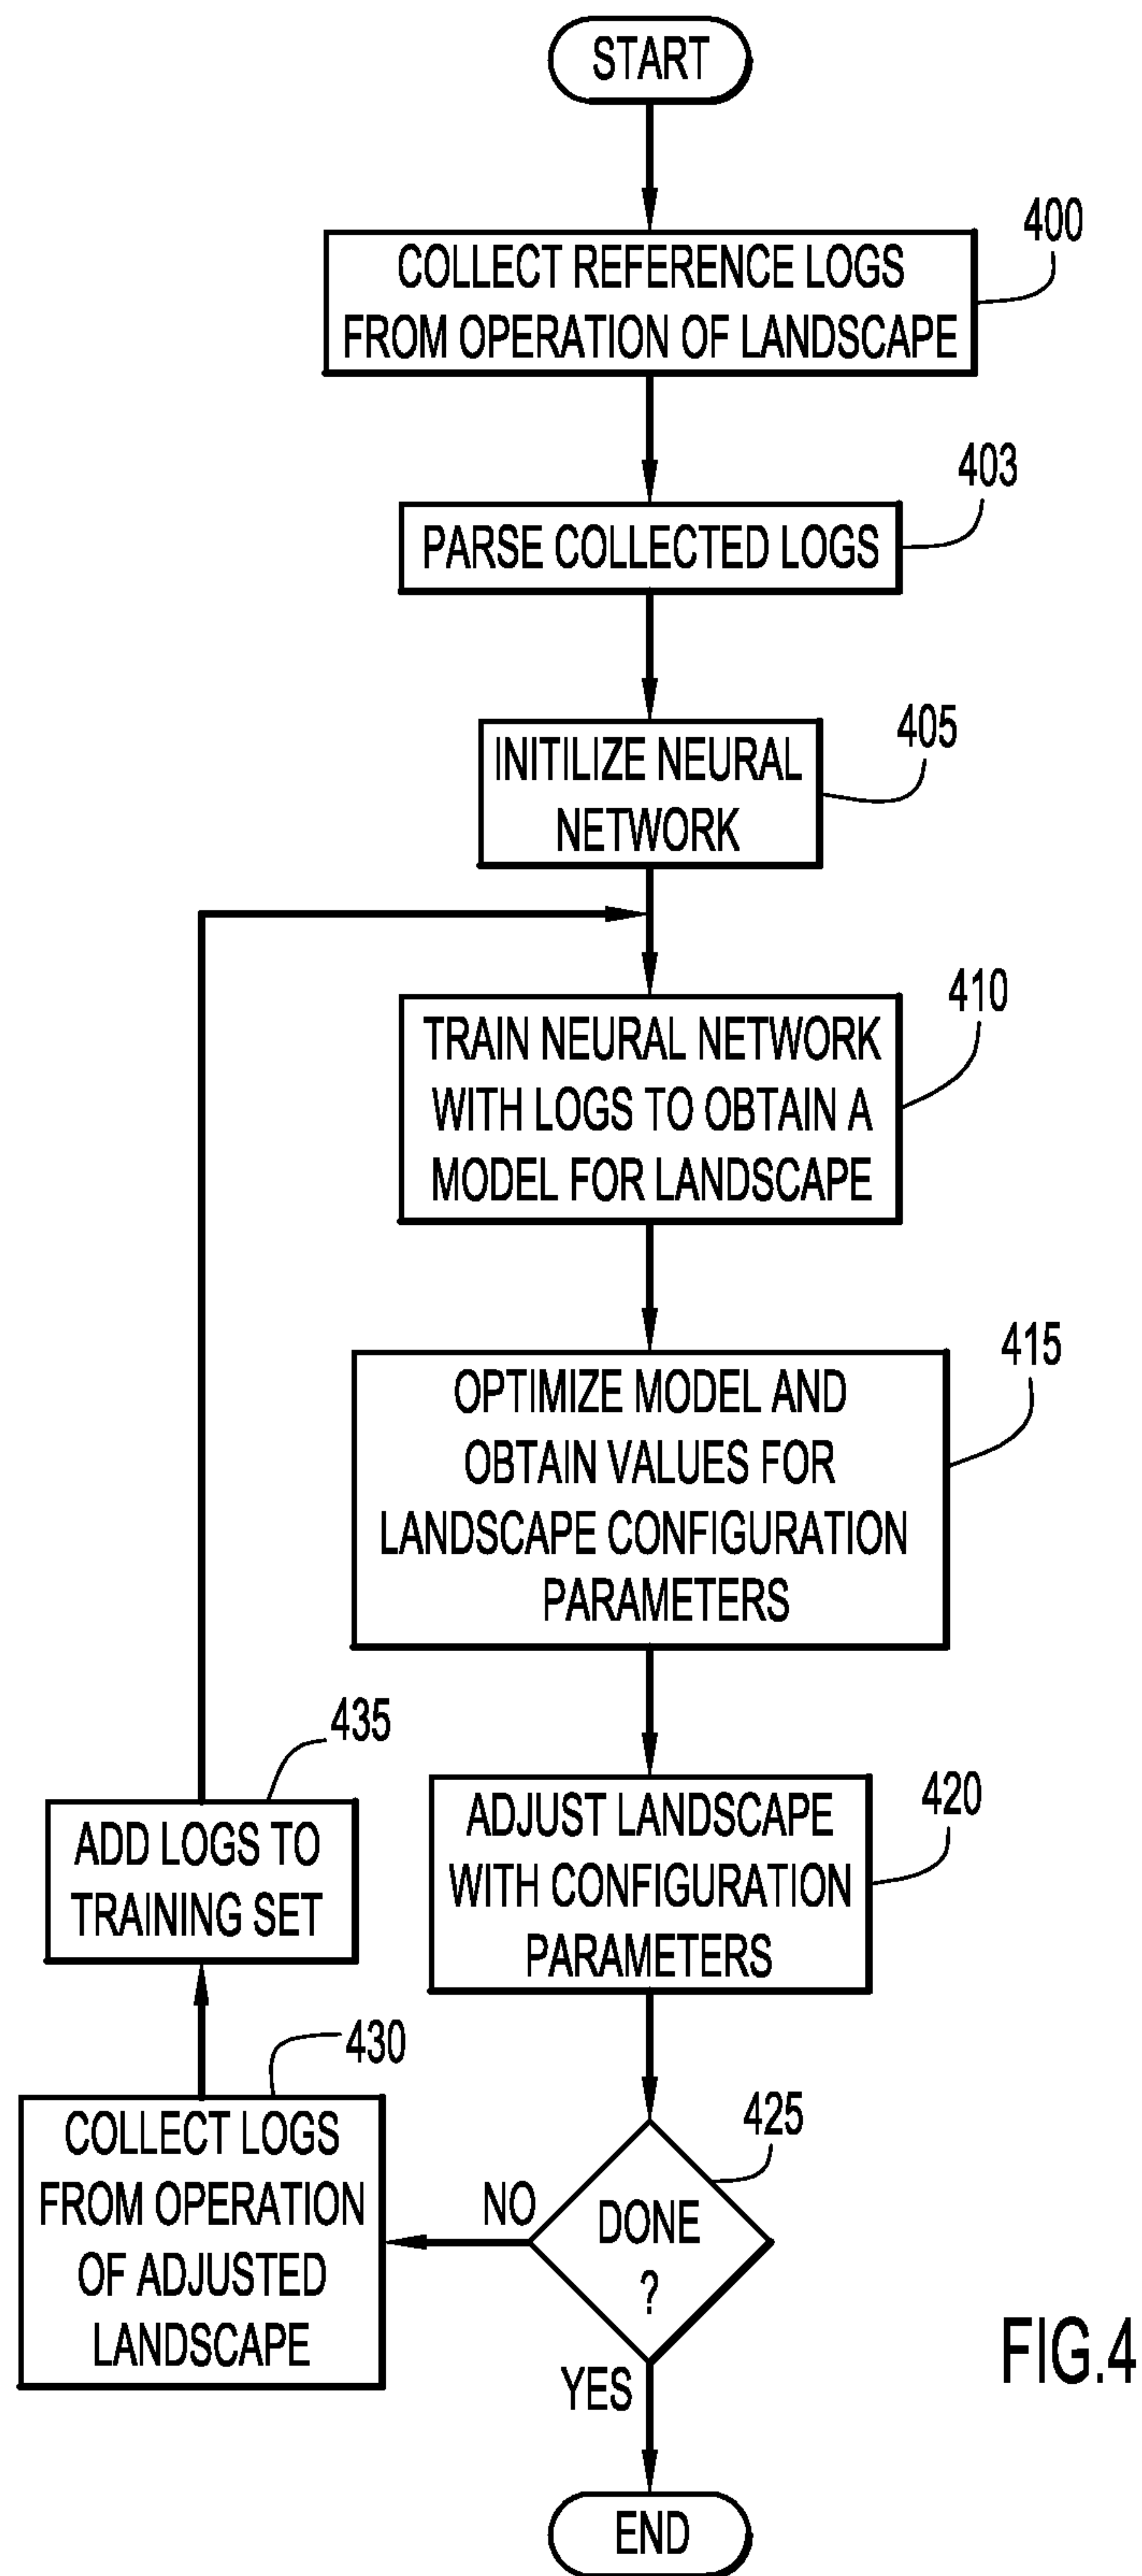 START
400
COLLECT REFERENCE LOGS
FROM OPERATION OF LANDSCAPE
403
PARSE COLLECTED LOGS
405
INITILIZE NEURAL
NETWORK
410
TRAIN NEURAL NETWORK
WITH LOGS TO OBTAIN A
MODEL FOR LANDSCAPE
415
OPTIMIZE MODEL AND
OBTAIN VALUES FOR
LANDSCAPE CONFIGURATION
PARAMETERS
420
ADJUST LANDSCAPE
WITH CONFIGURATION
PARAMETERS
425
DONE
?
NO
430
COLLECT LOGS
FROM OPERATION
OF ADJUSTED
LANDSCAPE
435
ADD LOGS TO
TRAINING SET
YES
END
FIG.4